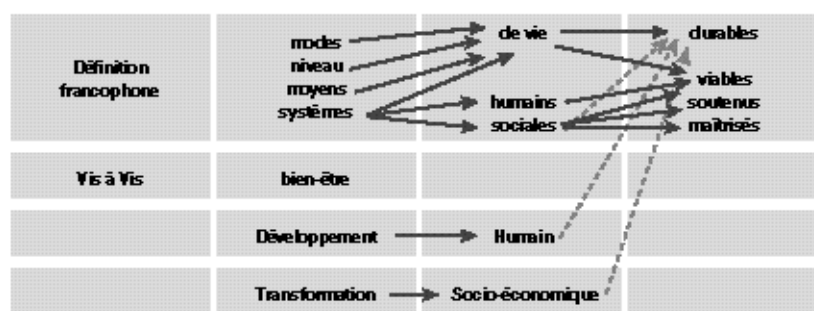 Définition
francophone
modes
niveau
moyens
systèmes
de vie
humains
sociales
durables
viables
soutenus
maîtrisés
Vis à Vis
bien-être
Développement
Humain
Transformation
Socio-économique